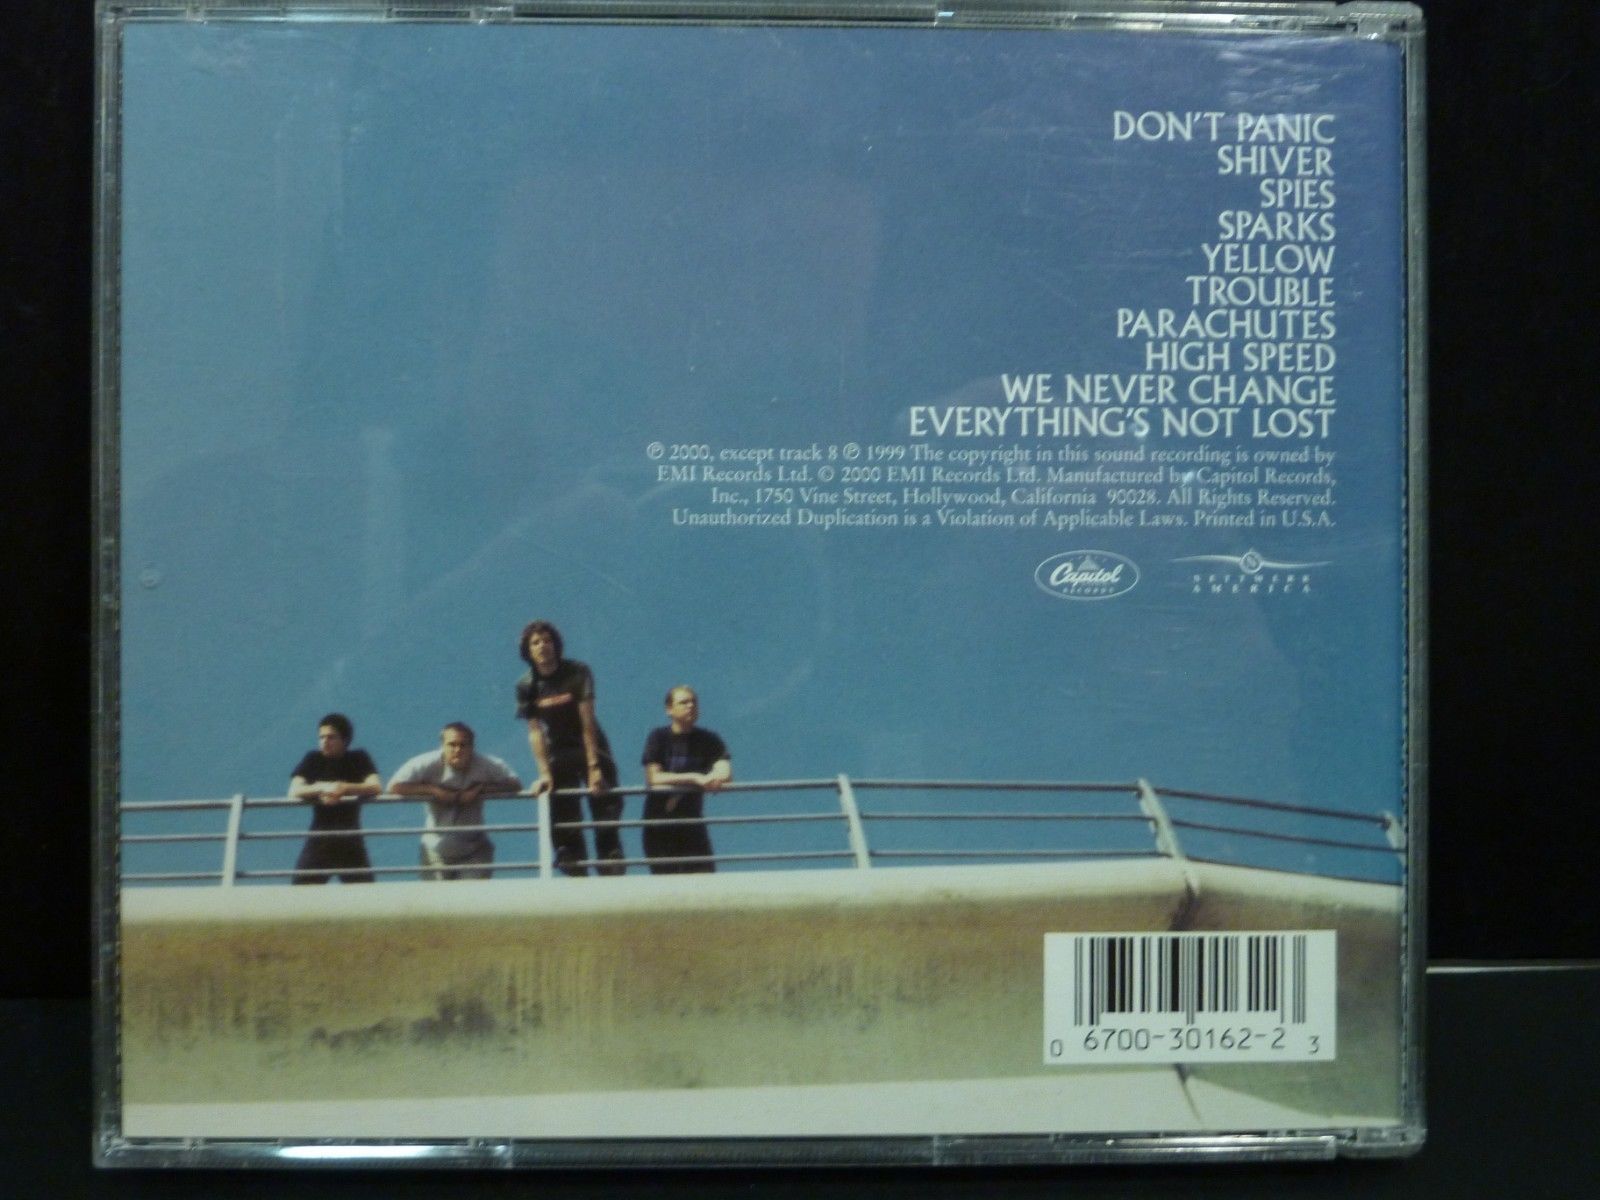 DON'T PANIC
SHIVER
SPIES
SPARKS
YELLOW
TROUBLE
PARACHUTES
HIGH SPEED
WE NEVER CHANGE
EVERYTHING'S NOT LOST
℗ 2000, except track 8 ℗ 1999 The copyright in this sound recording is owned by
EMI Records Ltd. © 2000 EMI Records Ltd. Manufactured by Capitol Records,
Inc., 1750 Vine Street, Hollywood, California 90028. All Rights Reserved.
Unauthorized Duplication is a Violation of Applicable Laws. Printed in U.S.A.
Capitol
RECORDS
NETTWERK
AMERICA
0 6700-30162-2 3